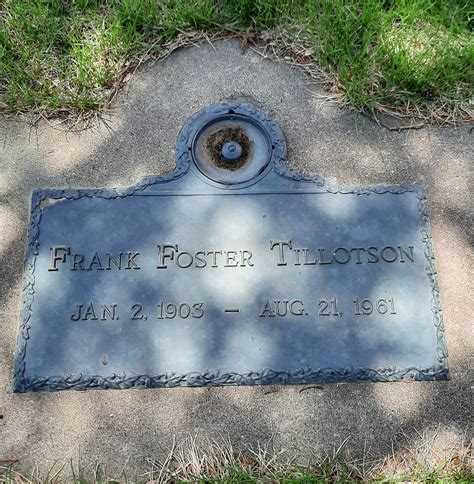 Frank Foster Tillotson
Jan. 2, 1903 – Aug. 21, 1961